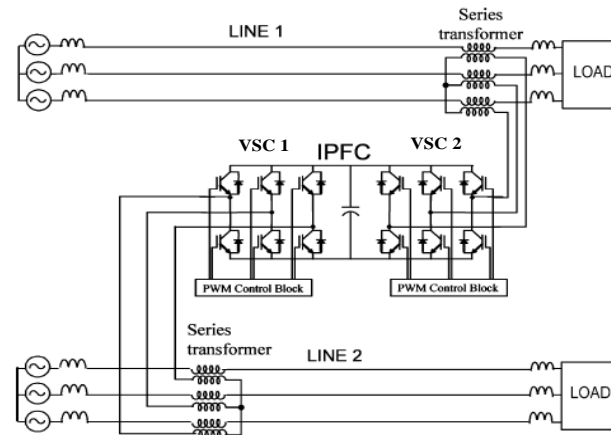 Series
transformer
LINE 1
LOAD
VSC 1
IPFC
VSC 2
PWM Control Block
PWM Control Block
Series
transformer
LINE 2
LOAD